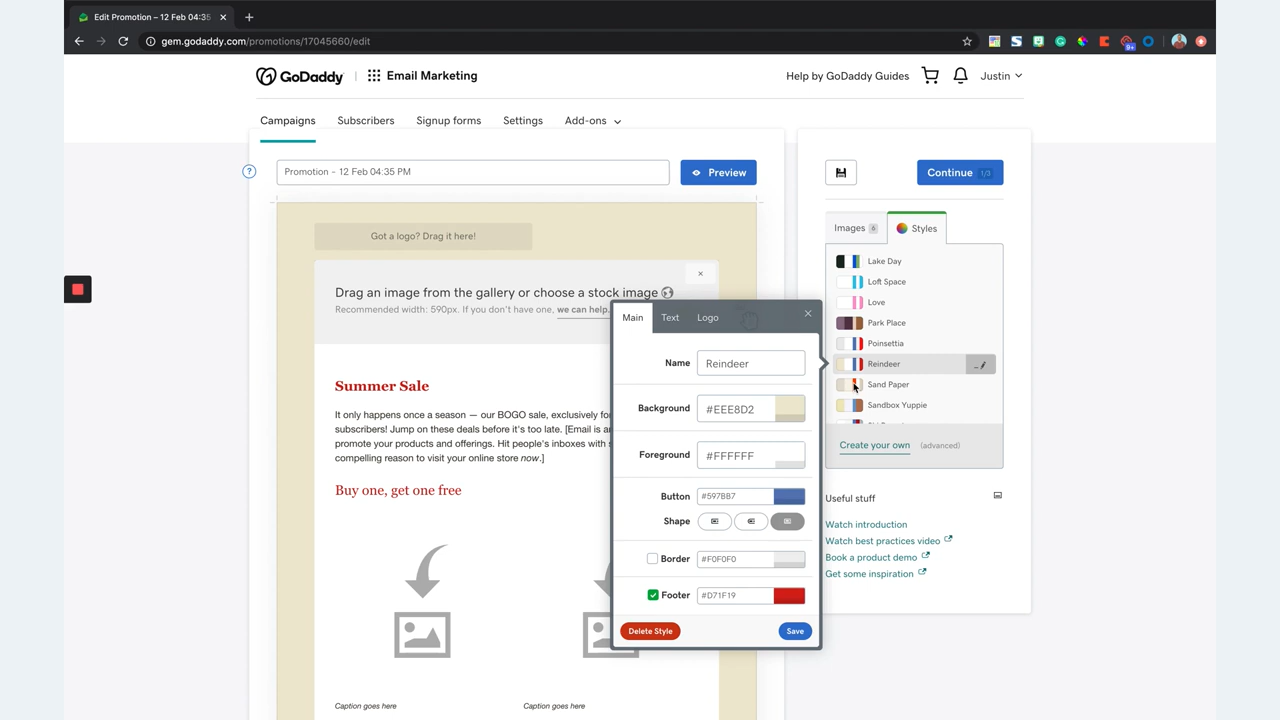 Edit Promotion – 12 Feb 04:35
gem.godaddy.com/promotions/17045660/edit
9+
GoDaddy
Email Marketing
Help by GoDaddy Guides
Justin
Campaigns
Subscribers
Signup forms
Settings
Add-ons
?
Promotion – 12 Feb 04:35 PM
Preview
Continue 1/3
Images 6
Styles
Got a logo? Drag it here!
Drag an image from the gallery or choose a stock image
Recommended width: 590px. If you don't have one, we can help.
Summer Sale
It only happens once a season — our BOGO sale, exclusively fo
subscribers! Jump on these deals before it's too late. [Email is an
promote your products and offerings. Hit people's inboxes with
compelling reason to visit your online store now.]
Buy one, get one free
Caption goes here
Caption goes here
Main
Text
Logo
Name
Reindeer
Background
#EEE8D2
Foreground
#FFFFFF
Button
#597BB7
Shape
Border
#F0F0F0
Footer
#D71F19
Delete Style
Save
Lake Day
Loft Space
Love
Park Place
Poinsettia
Reindeer
Sand Paper
Sandbox Yuppie
Create your own (advanced)
Useful stuff
Watch introduction
Watch best practices video
Book a product demo
Get some inspiration